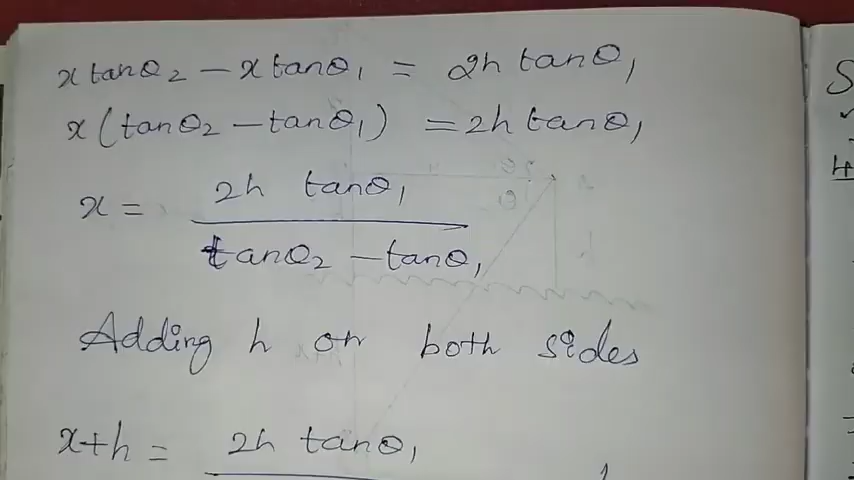 x tanθ₂ − x tanθ₁ = 2h tanθ₁
x(tanθ₂ − tanθ₁) = 2h tanθ₁
x = 2h tanθ₁
tanθ₂ − tanθ₁
Adding h on both sides
x+h = 2h tanθ₁